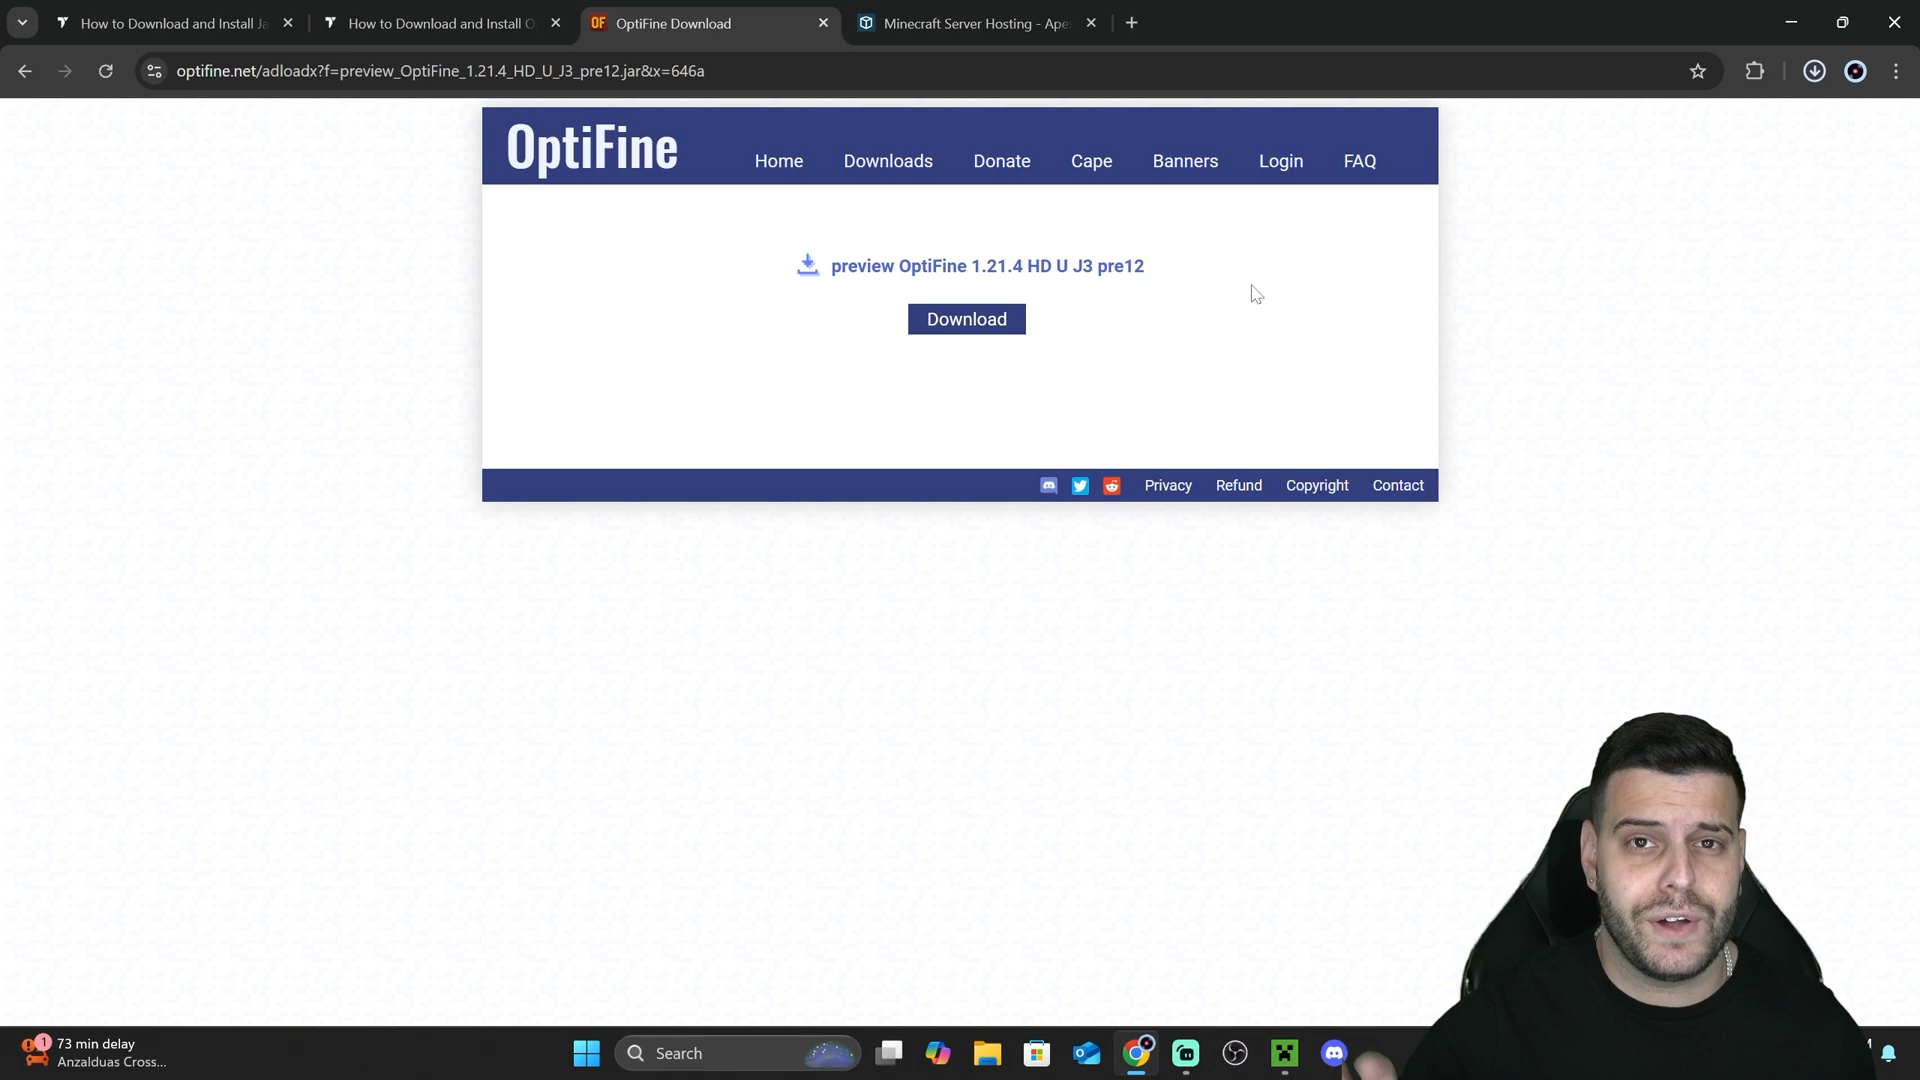 How to Download and Install Ja
How to Download and Install O
OF OptiFine Download
Minecraft Server Hosting - Ape
optifine.net/adloadx?f=preview_OptiFine_1.21.4_HD_U_J3_pre12.jar&x=646a
OptiFine
Home
Downloads
Donate
Cape
Banners
Login
FAQ
preview OptiFine 1.21.4 HD U J3 pre12
Download
Privacy
Refund
Copyright
Contact
1
73 min delay
Anzalduas Cross...
Search
M